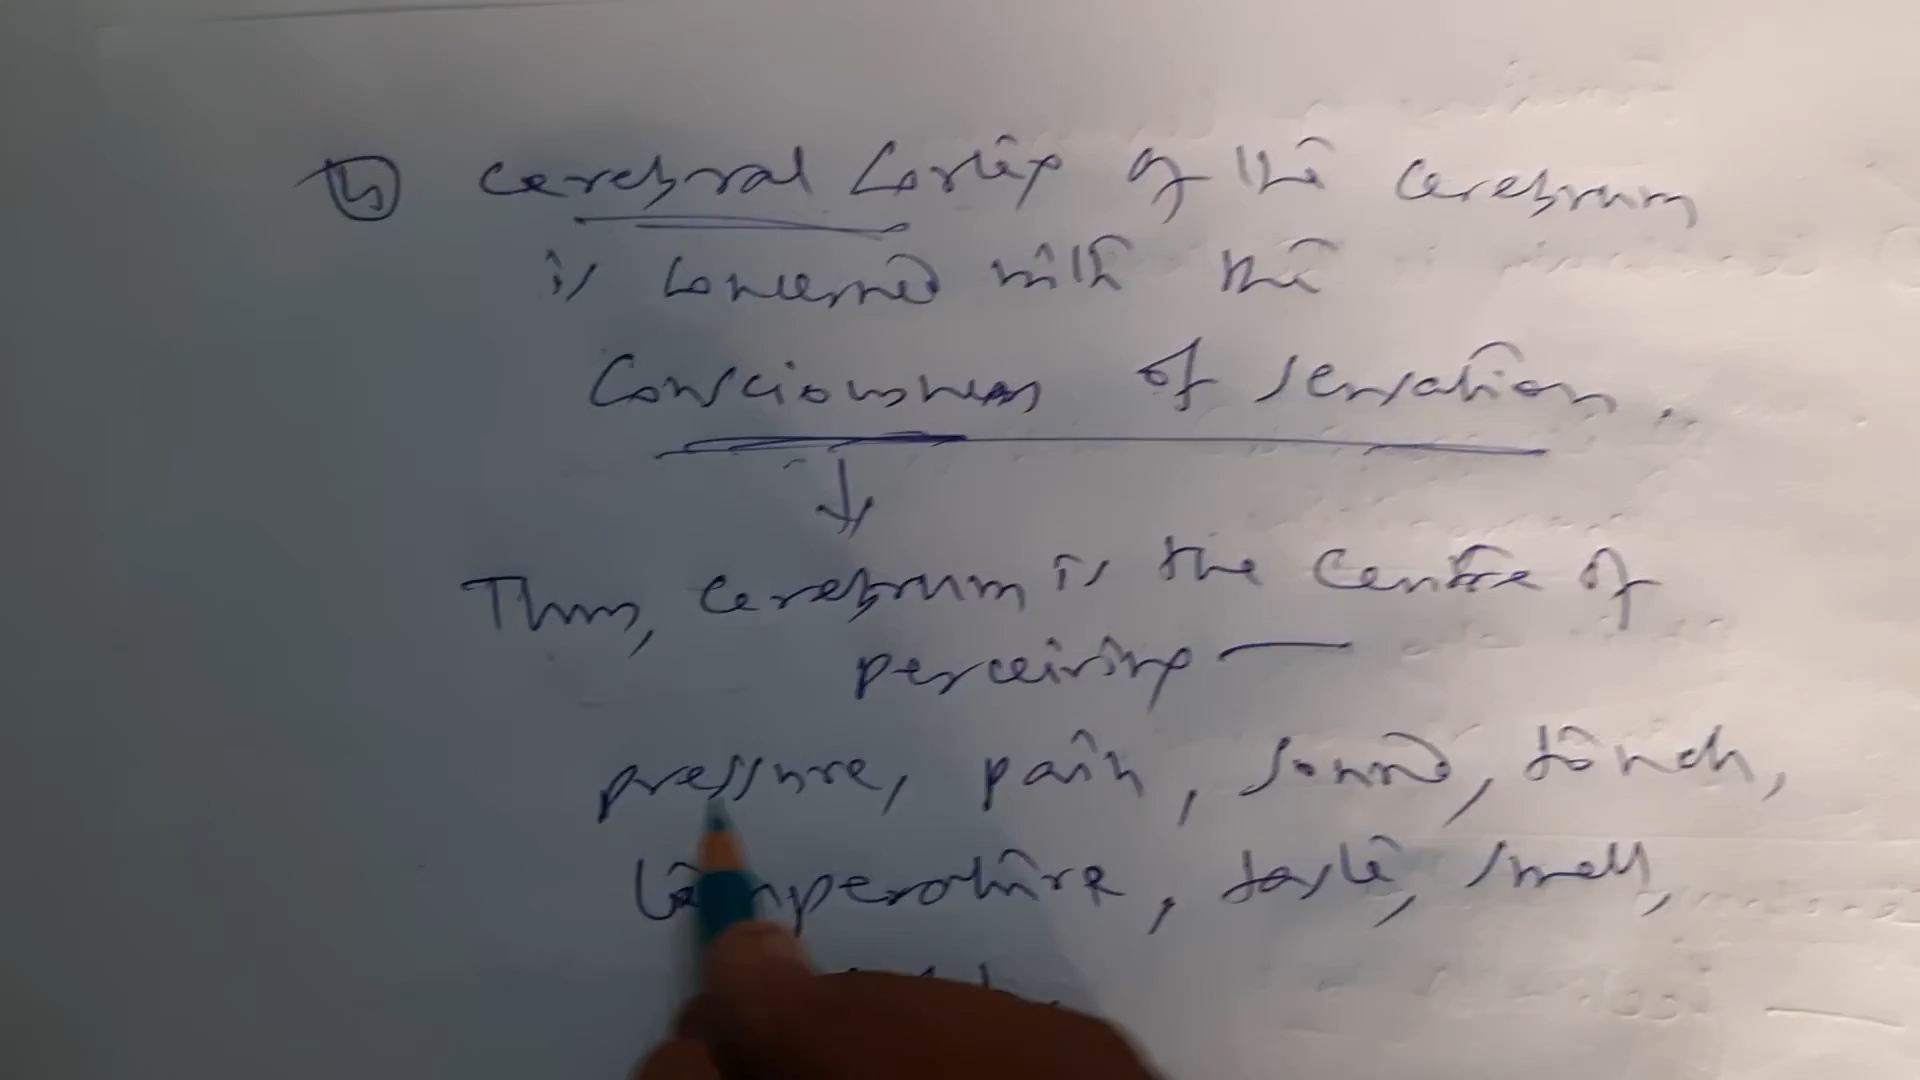 (b) Cerebral Cortex of the Cerebrum
is concerned with the
Consciousness of sensation.
Thus, cerebrum is the centre of
perceiving —
pressure, pain, sound, touch,
temperature, taste, smell,